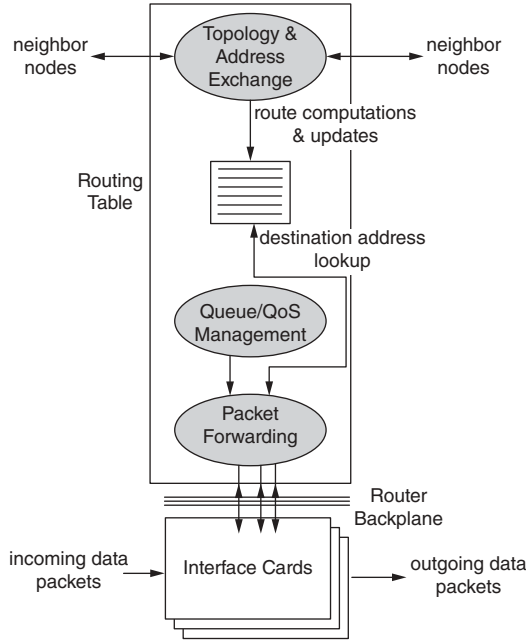 Topology &
Address
Exchange
neighbor
nodes
neighbor
nodes
route computations
& updates
Routing
Table
destination address
lookup
Queue/QoS
Management
Packet
Forwarding
Router
Backplane
incoming data
packets
Interface Cards
outgoing data
packets